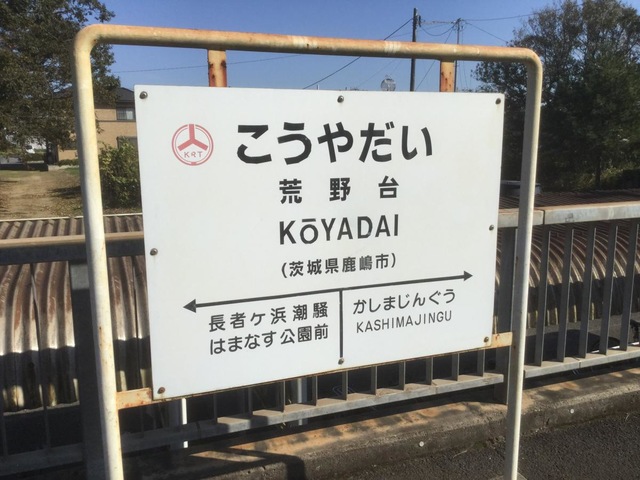 KRT
こうやだい
荒野台
KōYADAI
(茨城県鹿嶋市)
長者ケ浜潮騒
はまなす公園前
かしまじんぐう
KASHIMAJINGU